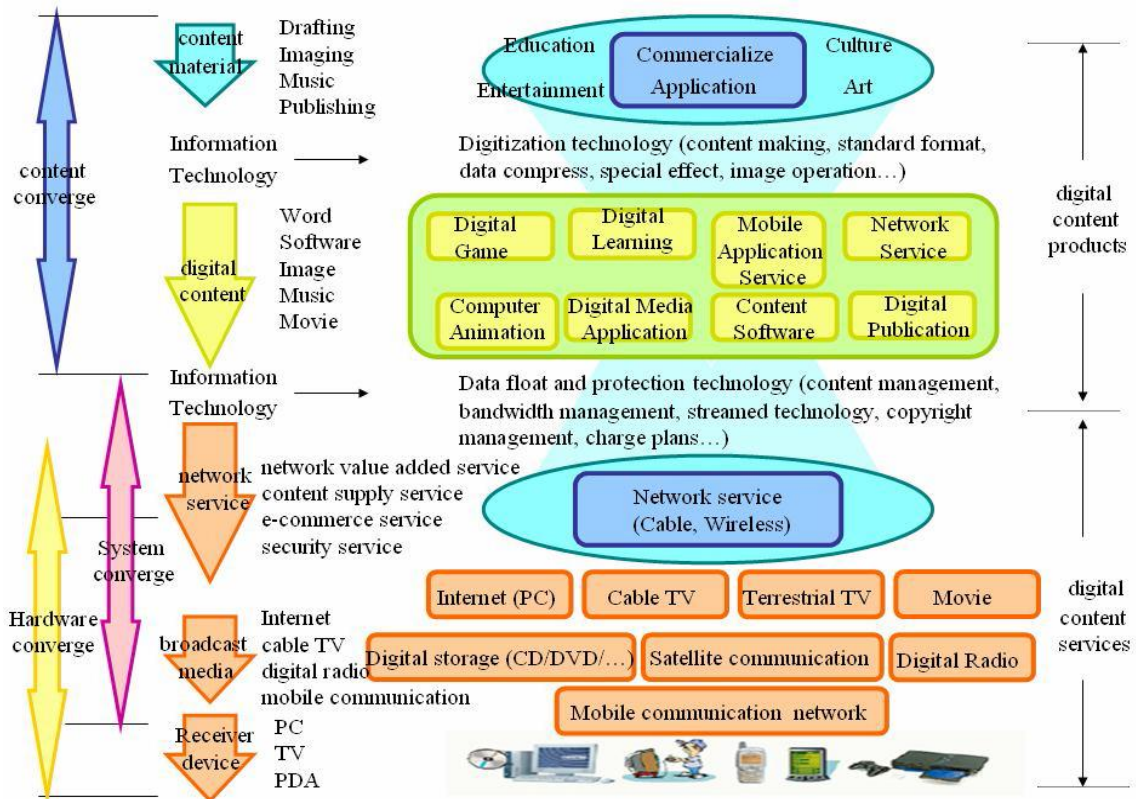 content
material
Drafting
Imaging
Music
Publishing
Education
Entertainment
Commercialize
Application
Culture
Art
Information
Technology
Digitization technology (content making, standard format,
data compress, special effect, image operation…)
content
converge
digital
content
products
digital
content
Word
Software
Image
Music
Movie
Digital
Game
Digital
Learning
Mobile
Application
Service
Network
Service
Computer
Animation
Digital Media
Application
Content
Software
Digital
Publication
Information
Technology
Data float and protection technology (content management,
bandwidth management, streamed technology, copyright
management, charge plans…)
network
service
network value added service
content supply service
e-commerce service
security service
Network service
(Cable, Wireless)
System
converge
Hardware
converge
digital
content
services
Internet (PC)
Cable TV
Terrestrial TV
Movie
broadcast
media
Internet
cable TV
digital radio
mobile communication
Digital storage (CD/DVD/…)
Satellite communication
Digital Radio
Mobile communication network
Receiver
device
PC
TV
PDA